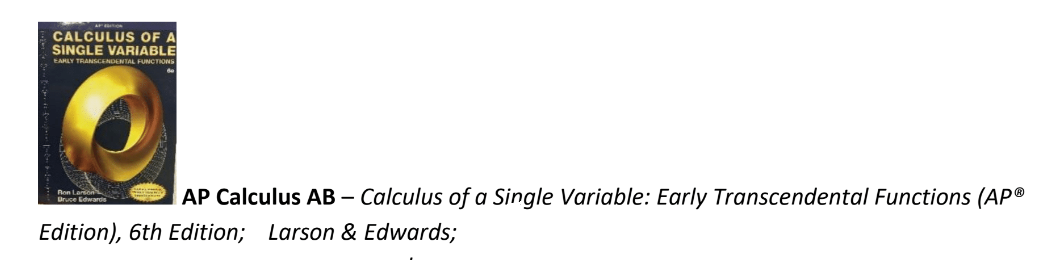 AP® EDITION
CALCULUS OF A
SINGLE VARIABLE
EARLY TRANSCENDENTAL FUNCTIONS
6e
Ron Larson
Bruce Edwards
AP Calculus AB – Calculus of a Single Variable: Early Transcendental Functions (AP®
Edition), 6th Edition; Larson & Edwards;